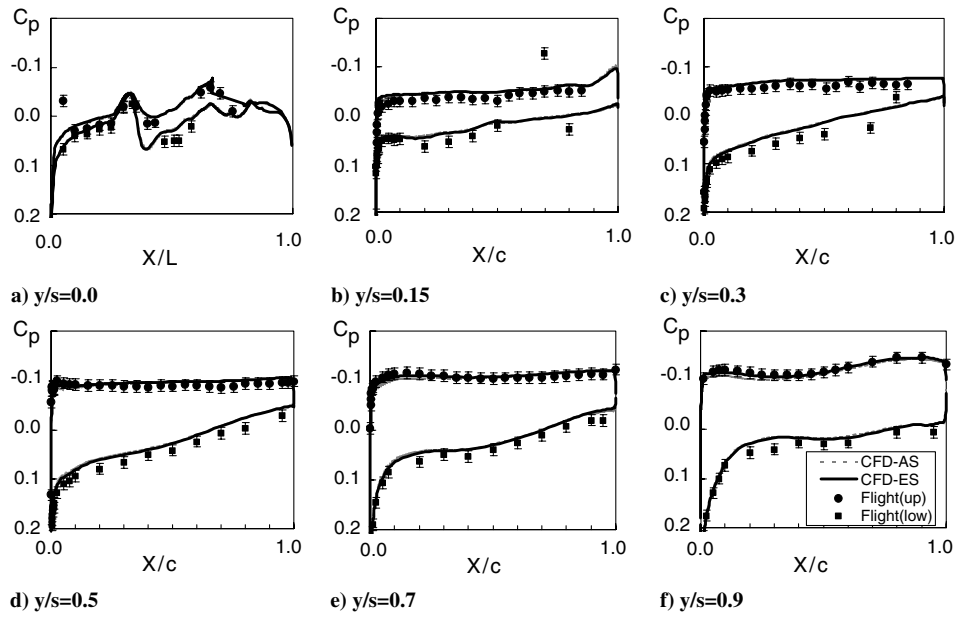 Cp
-0.1
0.0
0.1
0.2
0.0
1.0
X/L
a) y/s=0.0
Cp
-0.1
0.0
0.1
0.2
0.0
1.0
X/c
b) y/s=0.15
Cp
-0.1
0.0
0.1
0.2
0.0
1.0
X/c
c) y/s=0.3
Cp
-0.1
0.0
0.1
0.2
0.0
1.0
X/c
d) y/s=0.5
Cp
-0.1
0.0
0.1
0.2
0.0
1.0
X/c
e) y/s=0.7
Cp
-0.1
0.0
0.1
0.2
0.0
1.0
X/c
CFD-AS
CFD-ES
Flight(up)
Flight(low)
f) y/s=0.9